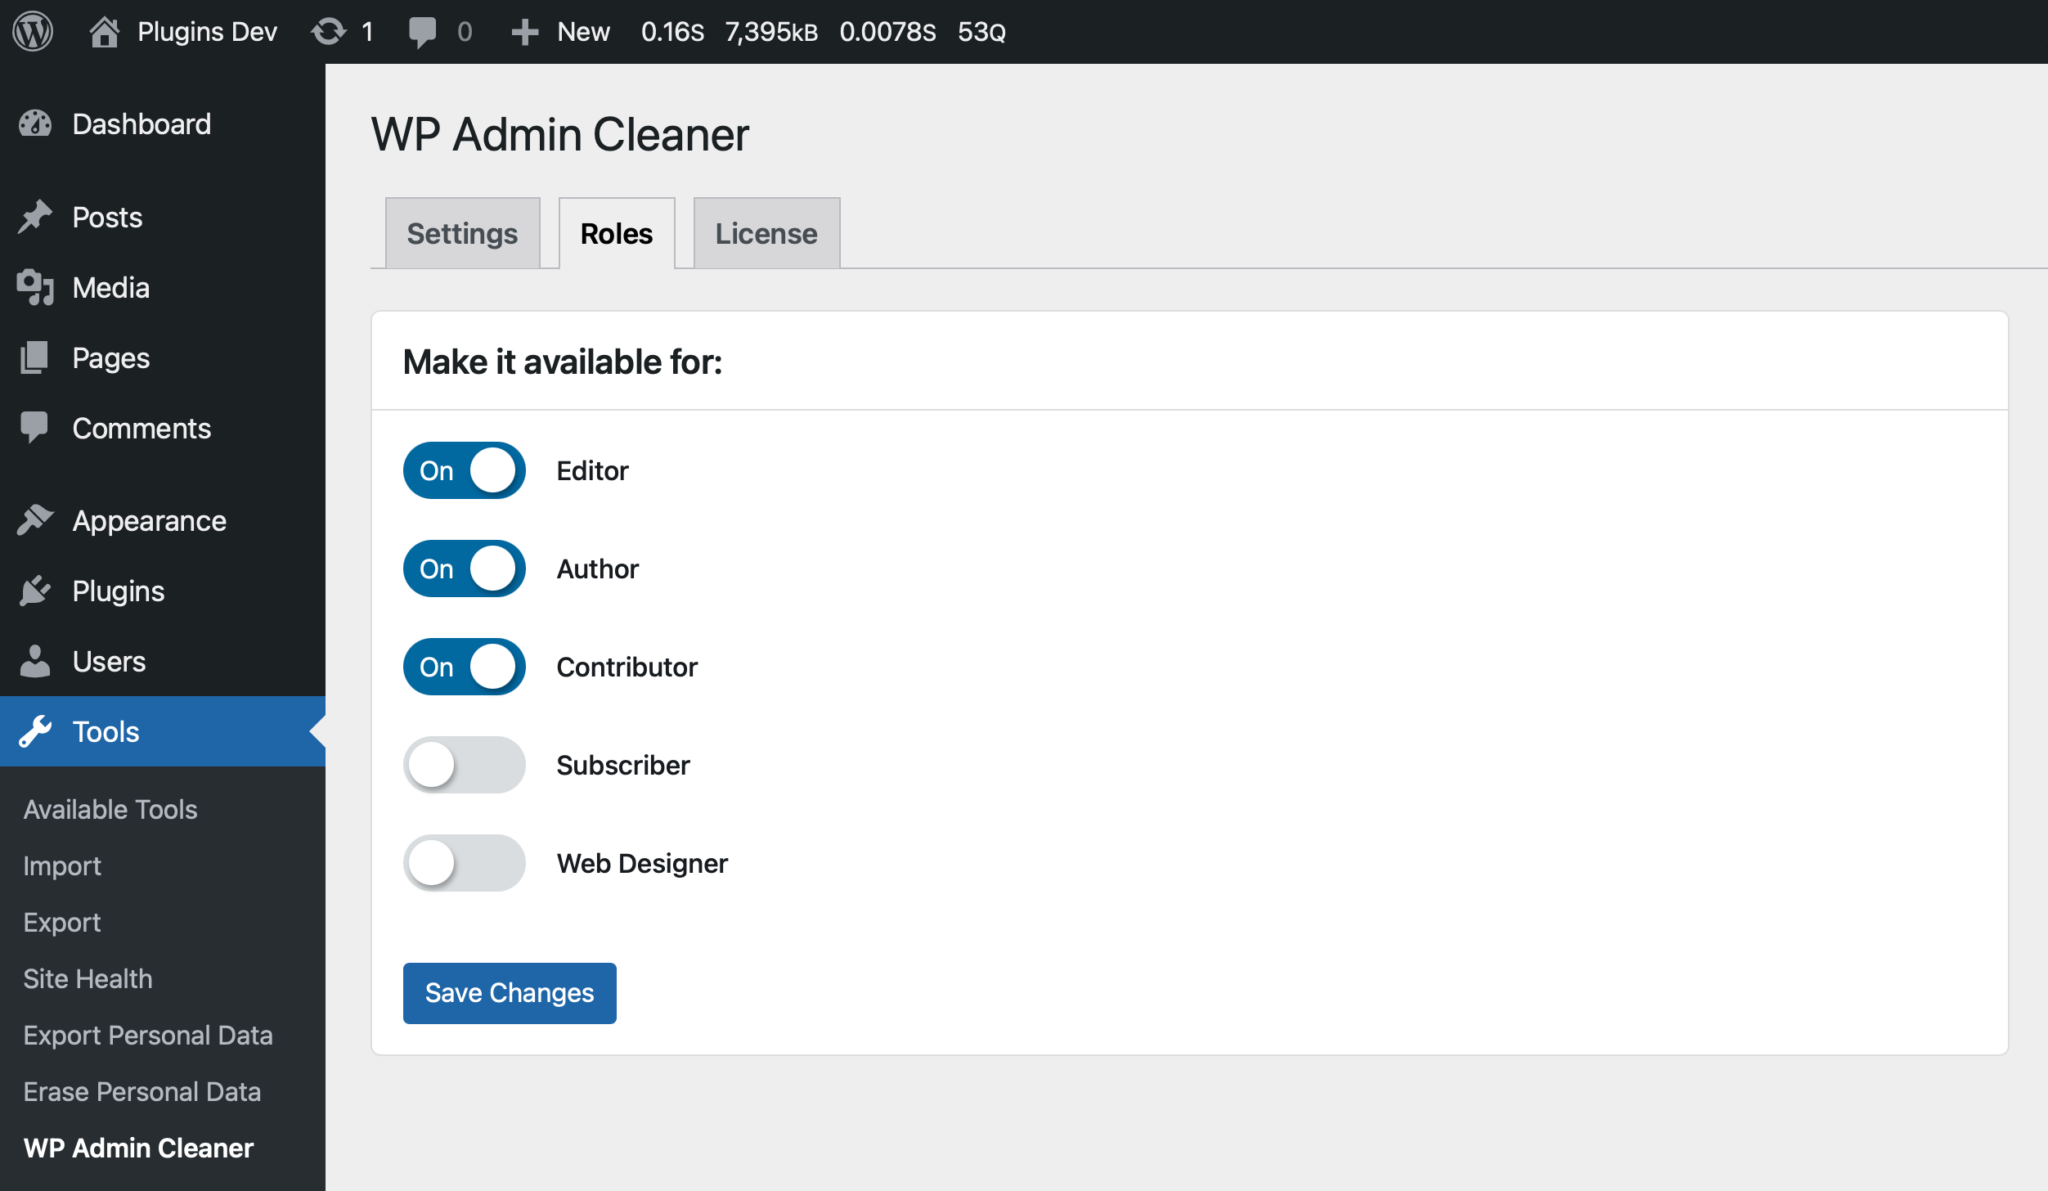 Plugins Dev 1 0 New 0.16S 7,395KB 0.0078S 53Q
Dashboard
Posts
Media
Pages
Comments
Appearance
Plugins
Users
Tools
Available Tools
Import
Export
Site Health
Export Personal Data
Erase Personal Data
WP Admin Cleaner
WP Admin Cleaner
Settings Roles License
Make it available for:
On Editor
On Author
On Contributor
Subscriber
Web Designer
Save Changes